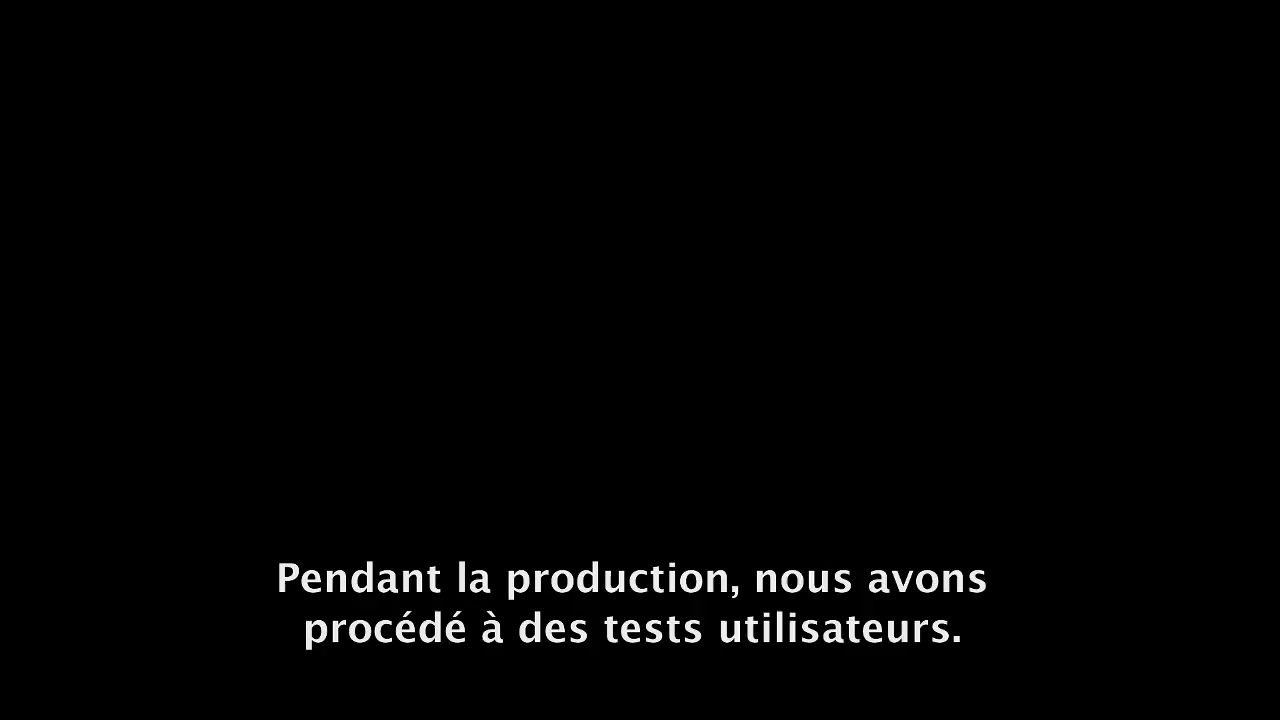 Pendant la production, nous avons
procédé à des tests utilisateurs.